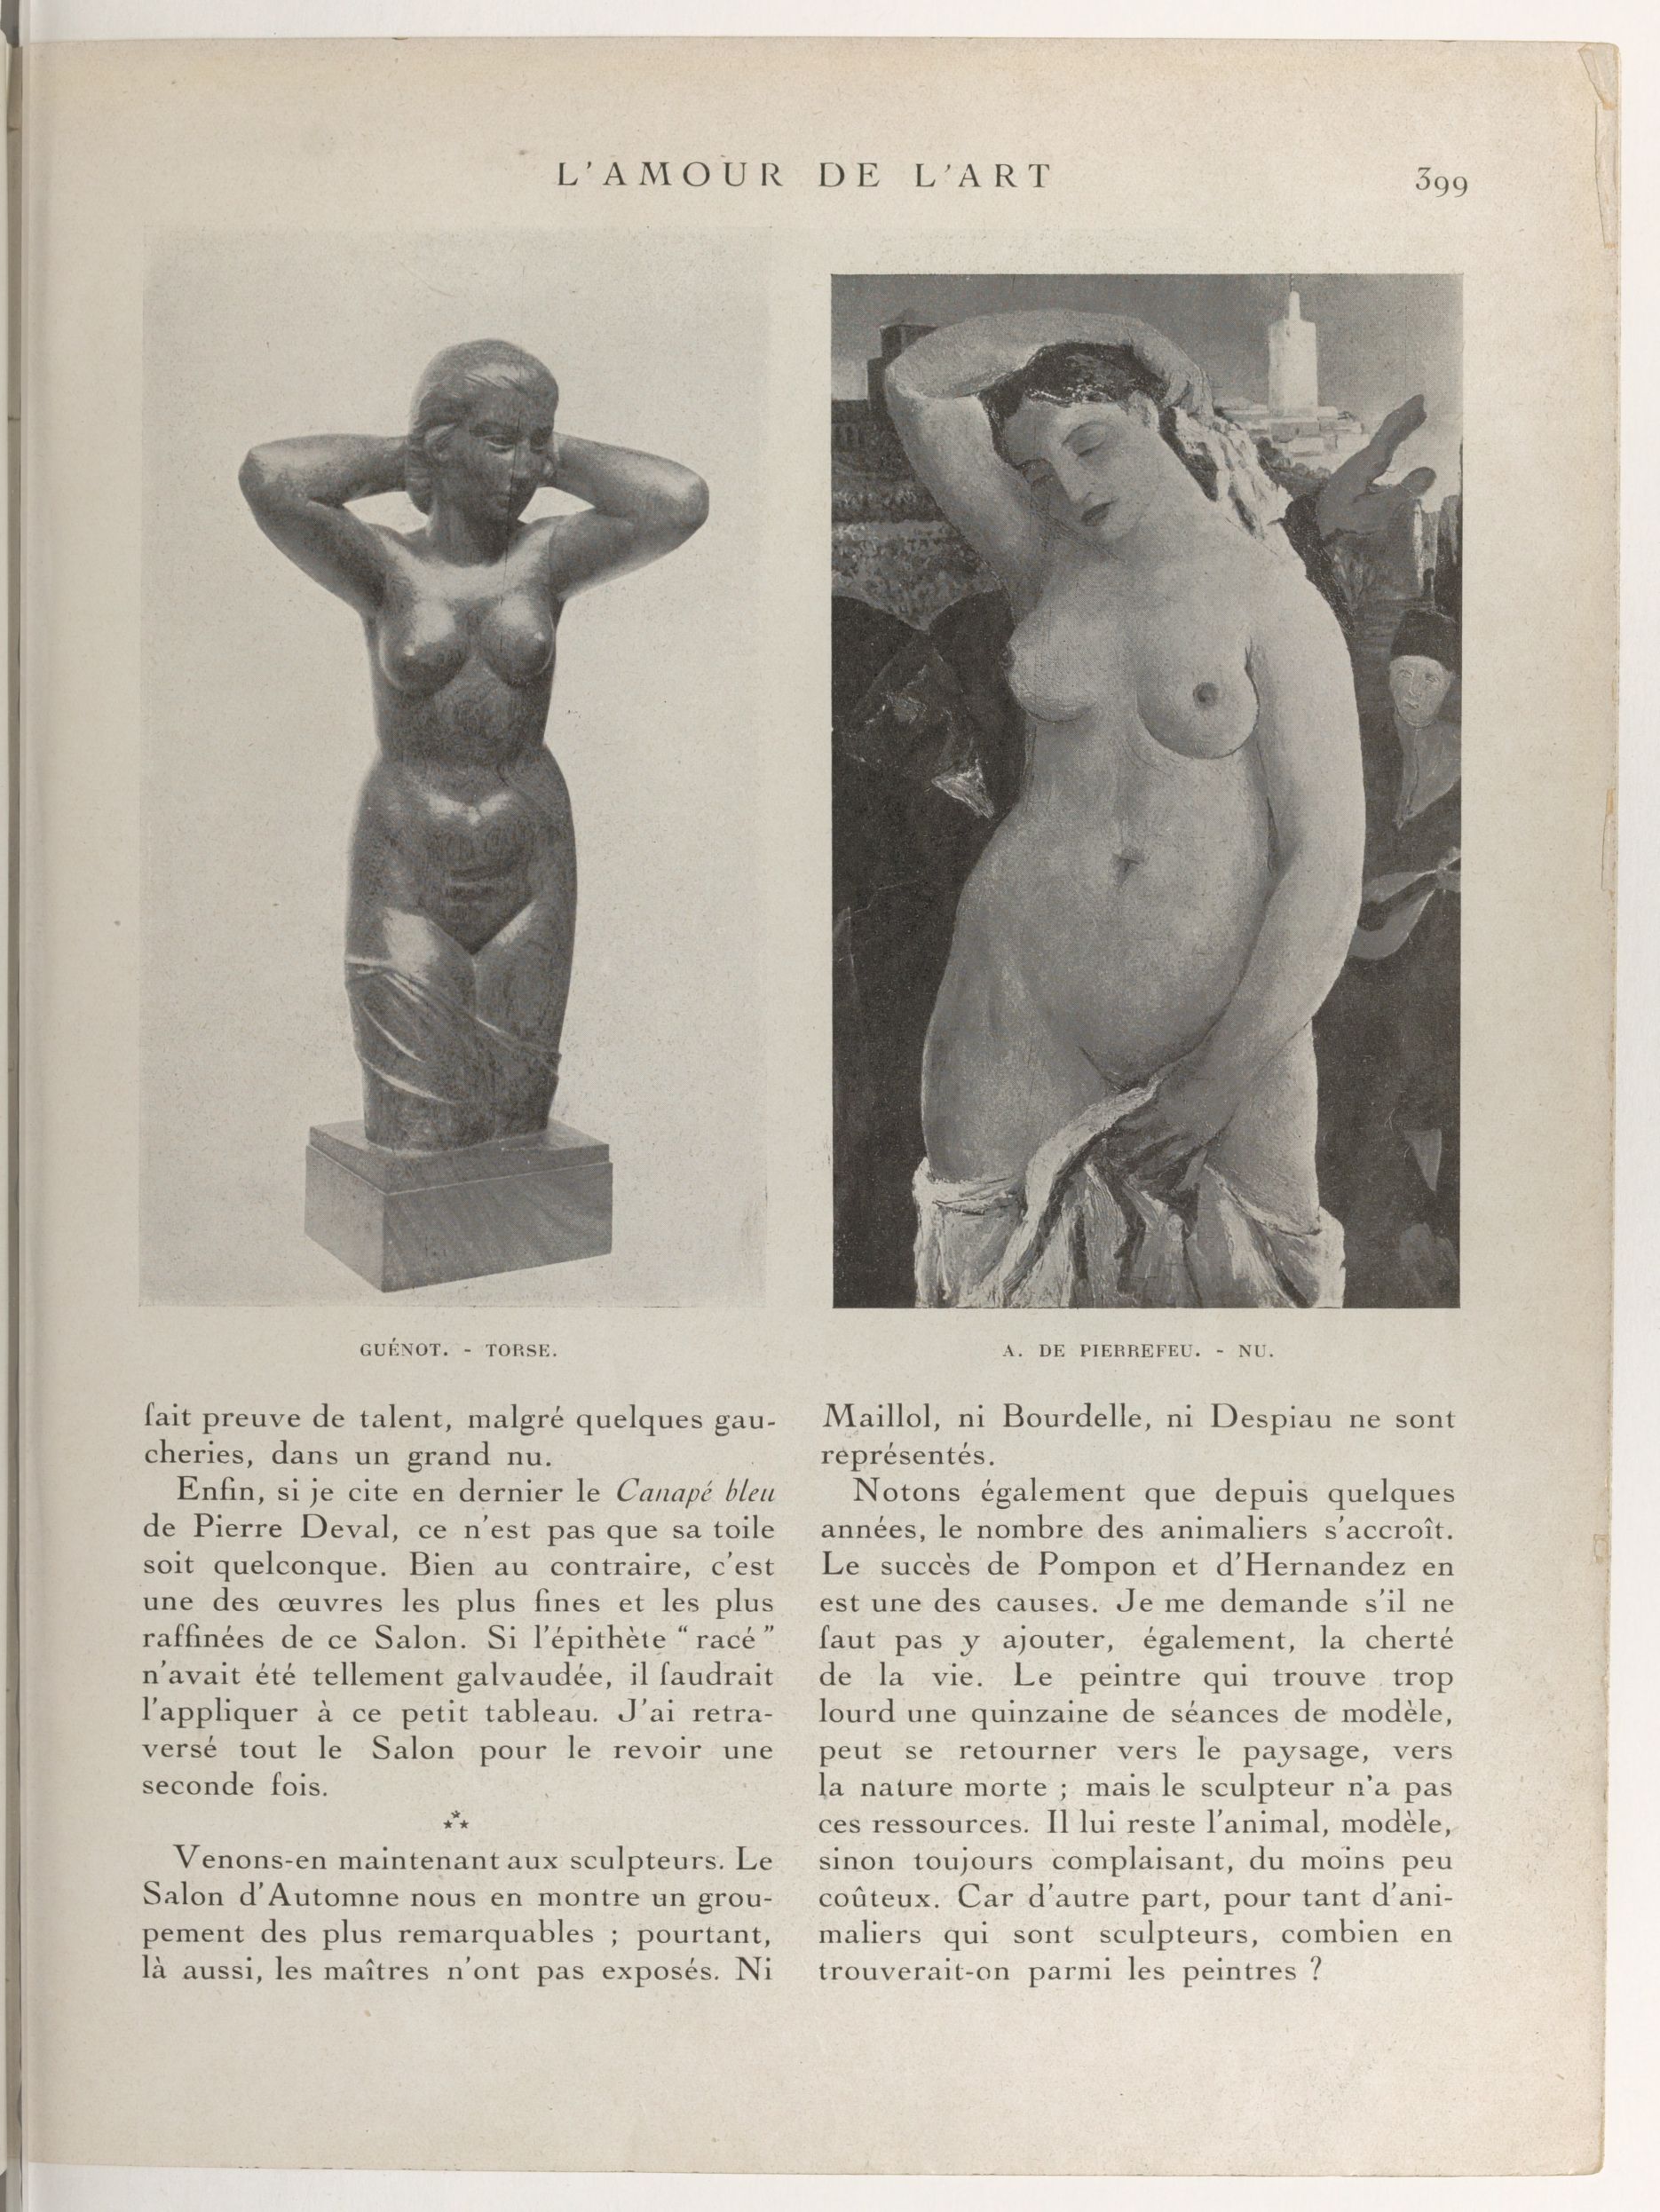 L'AMOUR DE L'ART
399
GUÉNOT. - TORSE.
A. DE PIERREFEU. - NU.
fait preuve de talent, malgré quelques gau-
cheries, dans un grand nu.
Enfin, si je cite en dernier le Canapé bleu
de Pierre Deval, ce n'est pas que sa toile
soit quelconque. Bien au contraire, c'est
une des œuvres les plus fines et les plus
raffinées de ce Salon. Si l'épithète "racé"
n'avait été tellement galvaudée, il faudrait
l'appliquer à ce petit tableau. J'ai retra-
versé tout le Salon pour le revoir une
seconde fois.
Venons-en maintenant aux sculpteurs. Le
Salon d'Automne nous en montre un grou-
pement des plus remarquables ; pourtant,
là aussi, les maîtres n'ont pas exposés. Ni
Maillol, ni Bourdelle, ni Despiau ne sont
représentés.
Notons également que depuis quelques
années, le nombre des animaliers s'accroît.
Le succès de Pompon et d'Hernandez en
est une des causes. Je me demande s'il ne
faut pas y ajouter, également, la cherté
de la vie. Le peintre qui trouve trop
lourd une quinzaine de séances de modèle,
peut se retourner vers le paysage, vers
la nature morte ; mais le sculpteur n'a pas
ces ressources. Il lui reste l'animal, modèle,
sinon toujours complaisant, du moins peu
coûteux. Car d'autre part, pour tant d'ani-
maliers qui sont sculpteurs, combien en
trouverait-on parmi les peintres ?